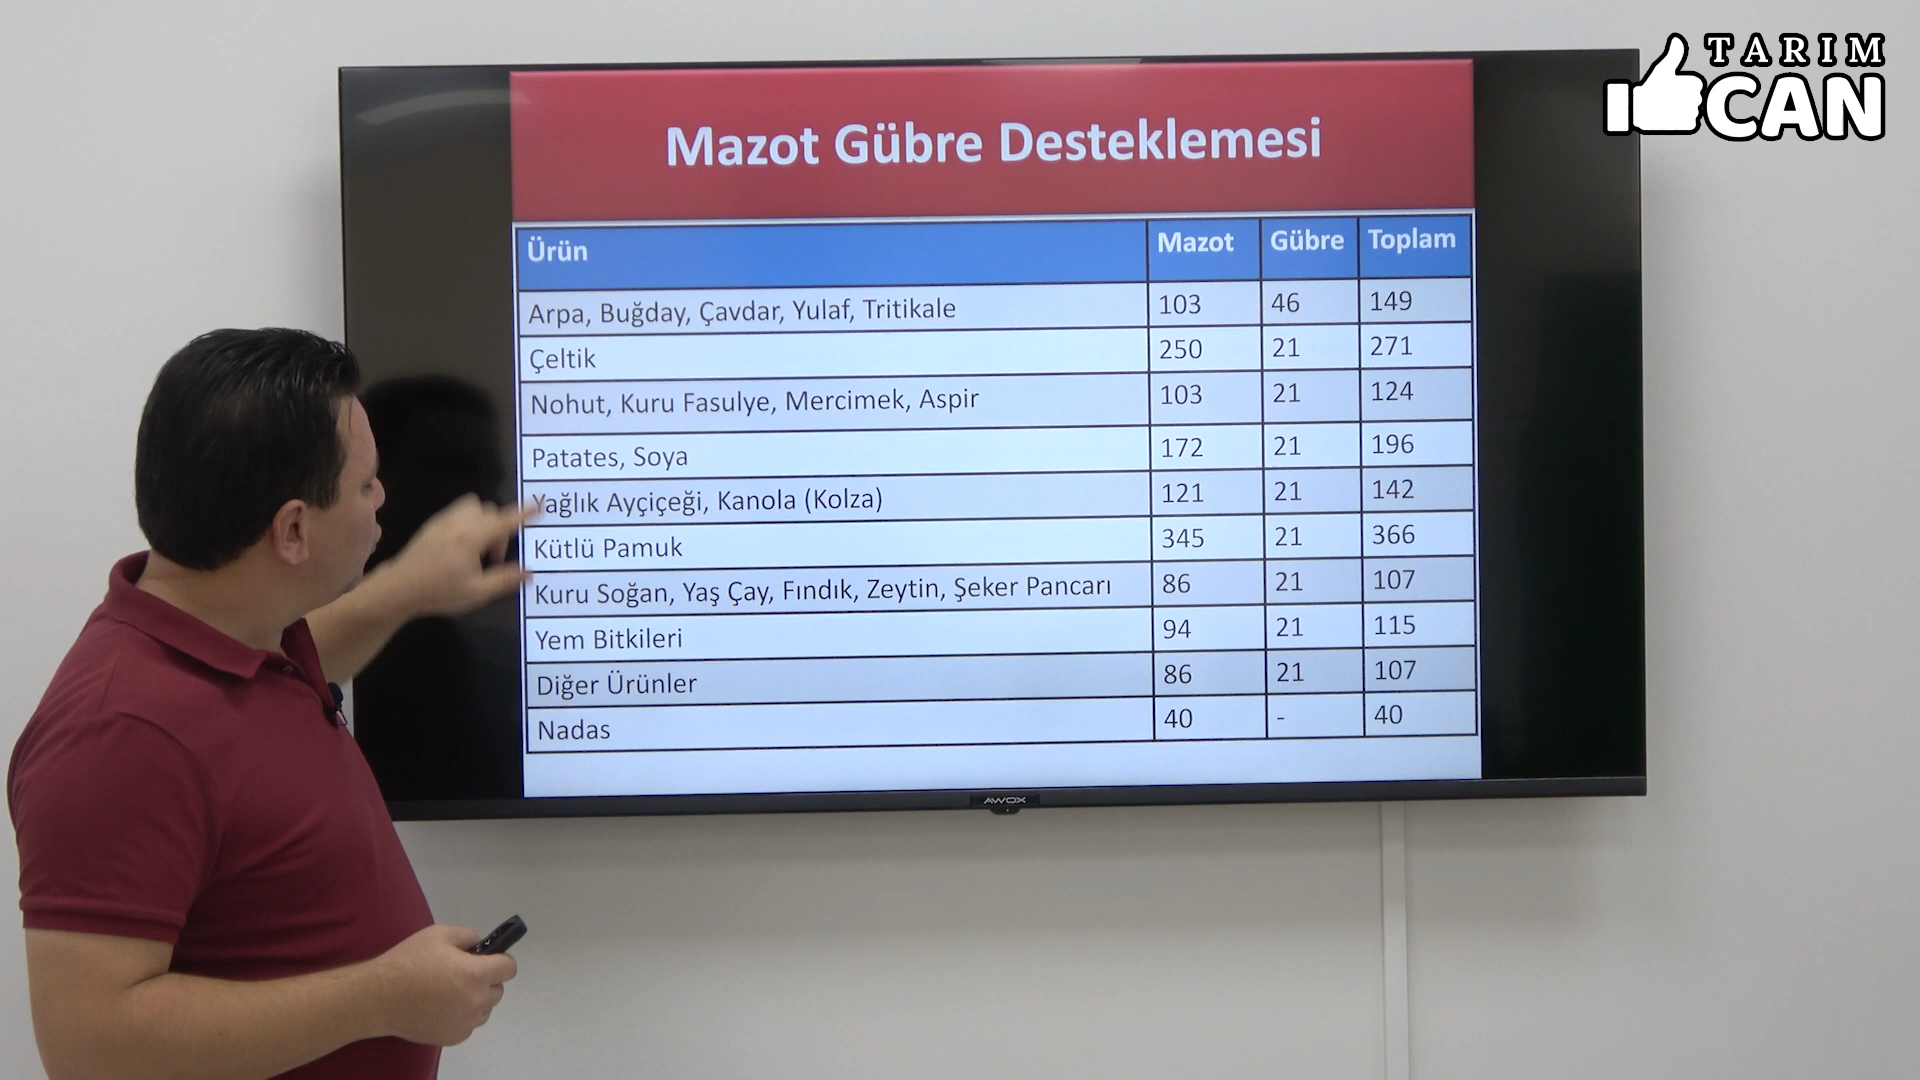 TARIM
CAN
Mazot Gübre Desteklemesi
Ürün Mazot Gübre Toplam
Arpa, Buğday, Çavdar, Yulaf, Tritikale 103 46 149
Çeltik 250 21 271
Nohut, Kuru Fasulye, Mercimek, Aspir 103 21 124
Patates, Soya 172 21 196
Yağlık Ayçiçeği, Kanola (Kolza) 121 21 142
Kütlü Pamuk 345 21 366
Kuru Soğan, Yaş Çay, Fındık, Zeytin, Şeker Pancarı 86 21 107
Yem Bitkileri 94 21 115
Diğer Ürünler 86 21 107
Nadas 40 - 40
AWOX